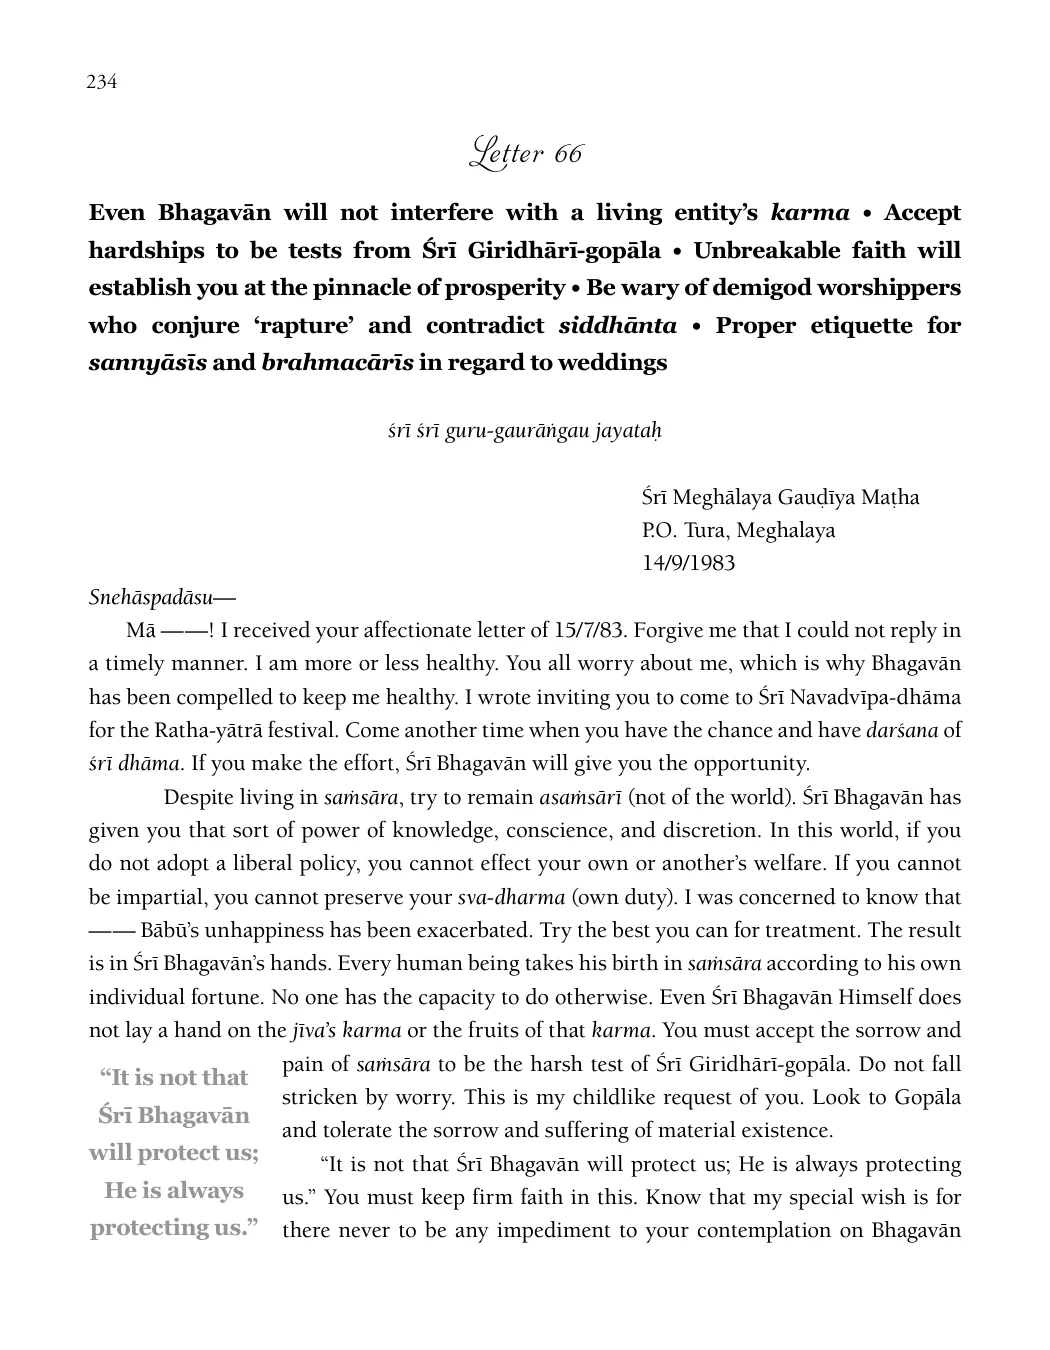 234
Letter 66
Even Bhagavān will not interfere with a living entity’s karma • Accept
hardships to be tests from Śrī Giridhārī-gopāla • Unbreakable faith will
establish you at the pinnacle of prosperity • Be wary of demigod worshippers
who conjure ‘rapture’ and contradict siddhānta • Proper etiquette for
sannyāsīs and brahmacārīs in regard to weddings
śrī śrī guru-gaurāṅgau jayataḥ
Śrī Meghālaya Gauḍīya Maṭha
P.O. Tura, Meghalaya
14/9/1983
Snehāspadāsu—
Mā ——! I received your affectionate letter of 15/7/83. Forgive me that I could not reply in
a timely manner. I am more or less healthy. You all worry about me, which is why Bhagavān
has been compelled to keep me healthy. I wrote inviting you to come to Śrī Navadvīpa-dhāma
for the Ratha-yātrā festival. Come another time when you have the chance and have darśana of
śrī dhāma. If you make the effort, Śrī Bhagavān will give you the opportunity.
Despite living in saṁsāra, try to remain asaṁsārī (not of the world). Śrī Bhagavān has
given you that sort of power of knowledge, conscience, and discretion. In this world, if you
do not adopt a liberal policy, you cannot effect your own or another’s welfare. If you cannot
be impartial, you cannot preserve your sva-dharma (own duty). I was concerned to know that
—— Bābū’s unhappiness has been exacerbated. Try the best you can for treatment. The result
is in Śrī Bhagavān’s hands. Every human being takes his birth in saṁsāra according to his own
individual fortune. No one has the capacity to do otherwise. Even Śrī Bhagavān Himself does
not lay a hand on the jīva’s karma or the fruits of that karma. You must accept the sorrow and
pain of saṁsāra to be the harsh test of Śrī Giridhārī-gopāla. Do not fall
stricken by worry. This is my childlike request of you. Look to Gopāla
and tolerate the sorrow and suffering of material existence.
“It is not that Śrī Bhagavān will protect us; He is always protecting
us.” You must keep firm faith in this. Know that my special wish is for
there never to be any impediment to your contemplation on Bhagavān
“It is not that
Śrī Bhagavān
will protect us;
He is always
protecting us.”